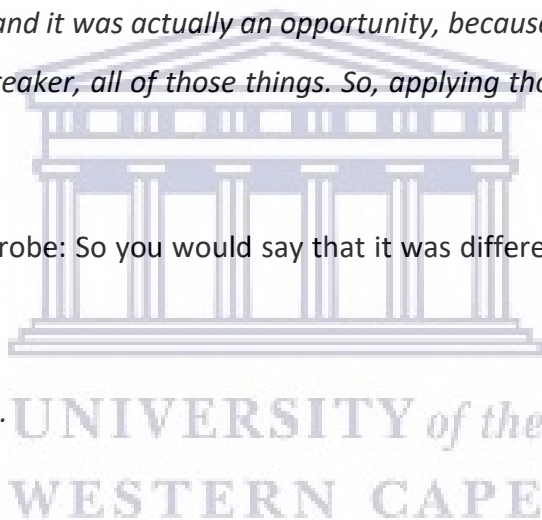 and it was actually an opportunity, because
reaker, all of those things. So, applying tho
robe: So you would say that it was differe
.
UNIVERSITY of the
WESTERN CAPE